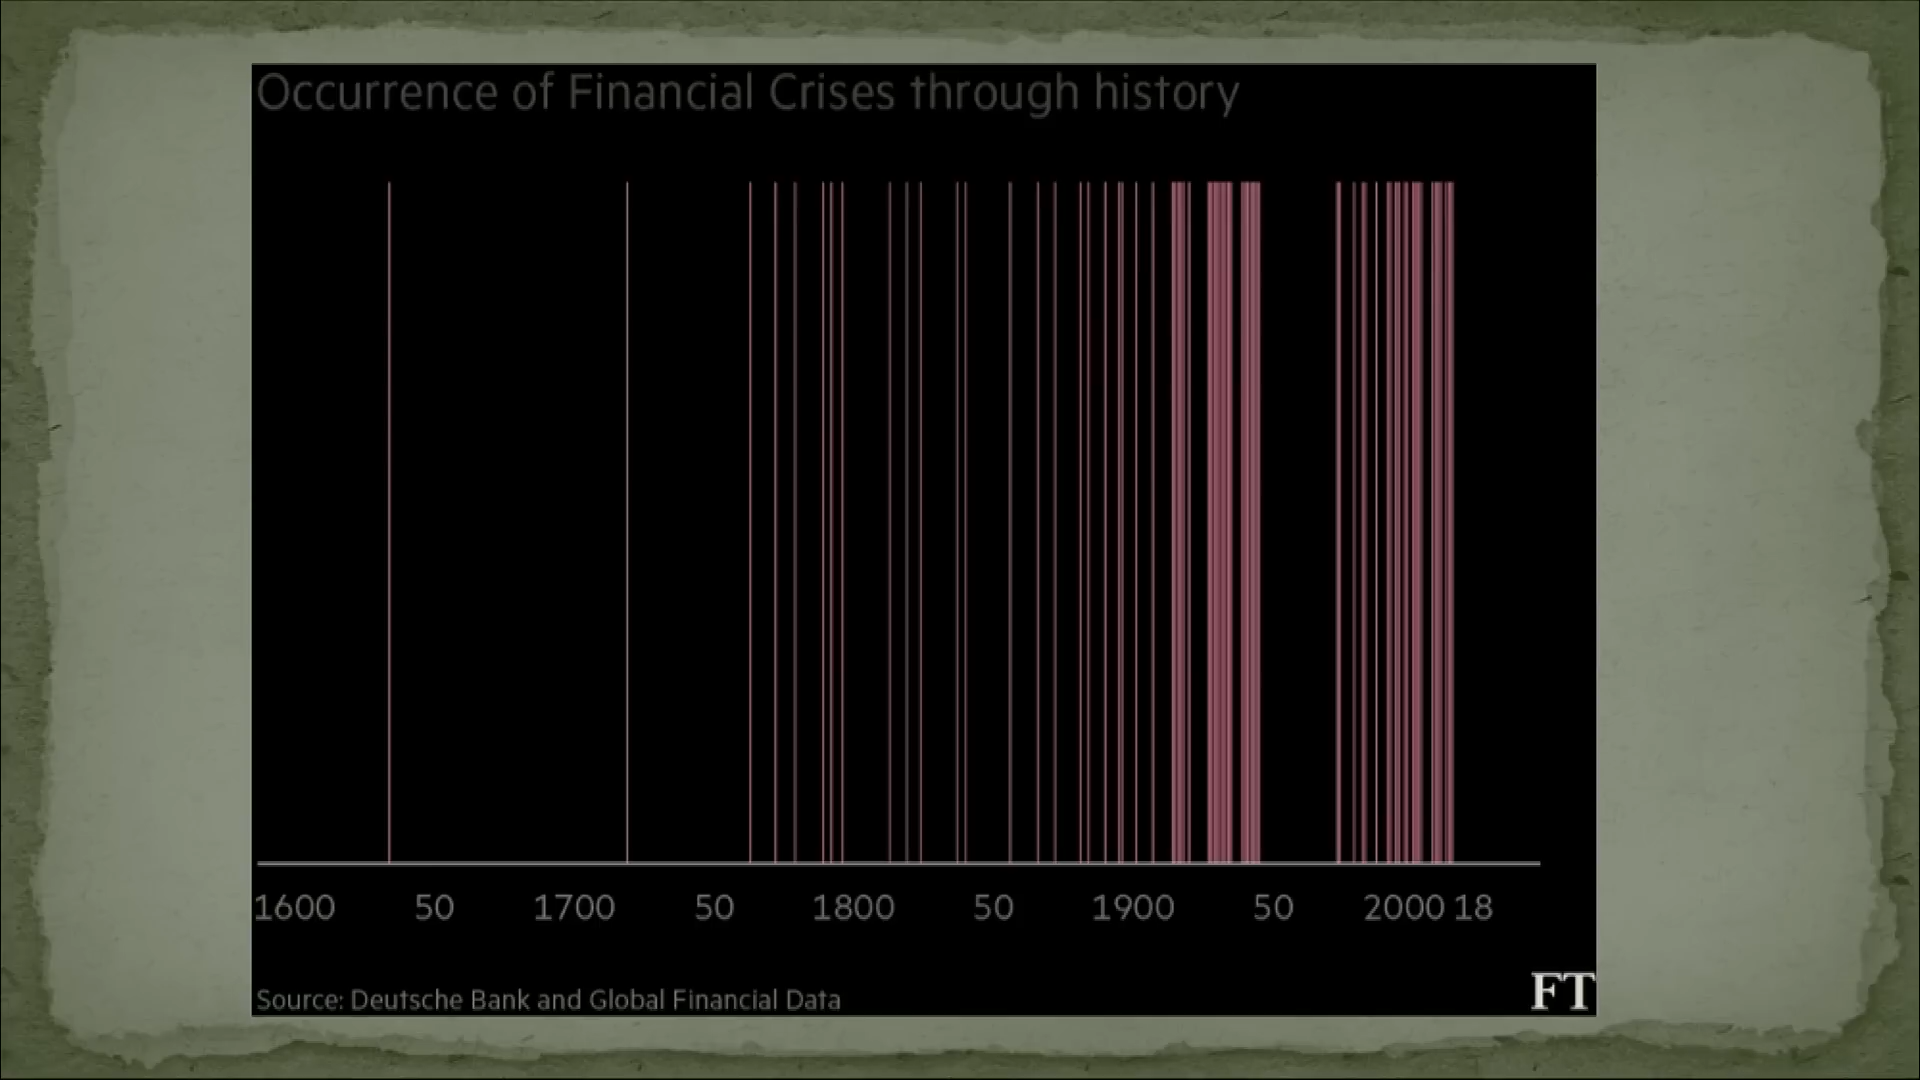 Occurrence of Financial Crises through history
1600 50 1700 50 1800 50 1900 50 2000 18
Source: Deutsche Bank and Global Financial Data
FT